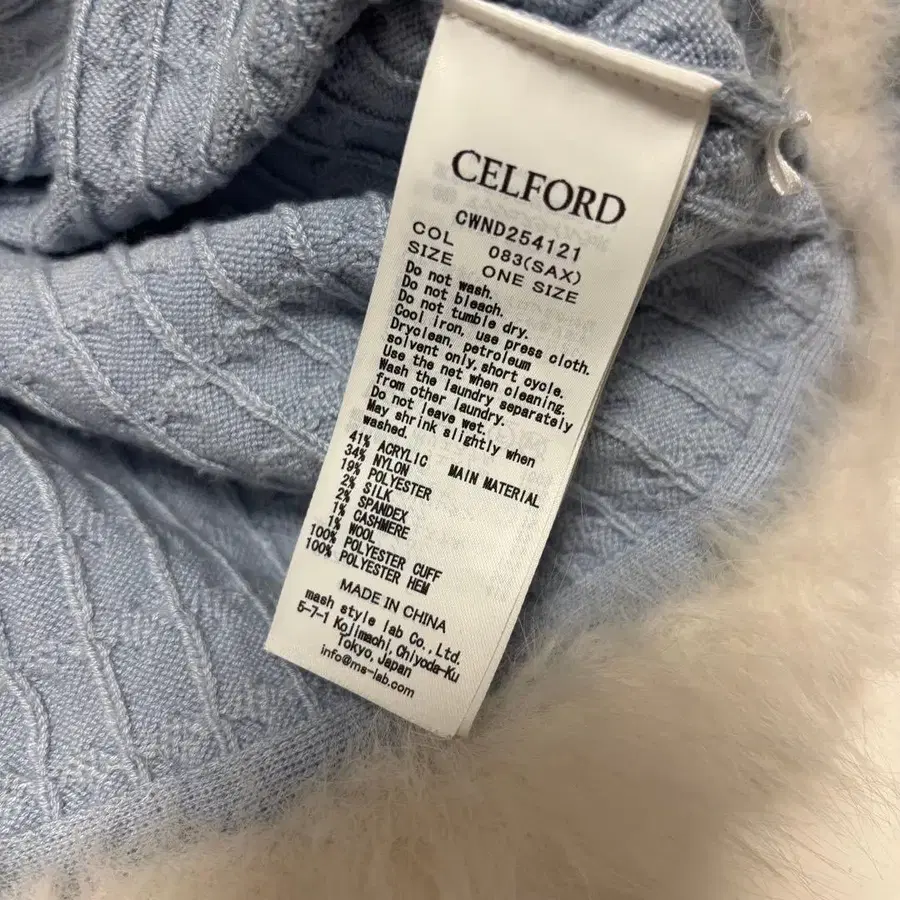 CELFORD
CWND254121
COL 083(SAX)
SIZE ONE SIZE
Do not wash.
Do not bleach.
Do not tumble dry.
Cool iron, use press cloth.
Dryclean, petroleum
solvent only, short cycle.
Use the net when cleaning.
Wash the laundry separately
from other laundry.
Do not leave wet.
May shrink slightly when
washed.
41% ACRYLIC MAIN MATERIAL
34% NYLON
19% POLYESTER
2% SILK
2% SPANDEX
1% CASHMERE
1% WOOL
100% POLYESTER CUFF
100% POLYESTER HEM
MADE IN CHINA
mash style lab Co., Ltd.
5-7-1 Kojimachi, Chiyoda-Ku
Tokyo, Japan
info@ms-lab.com